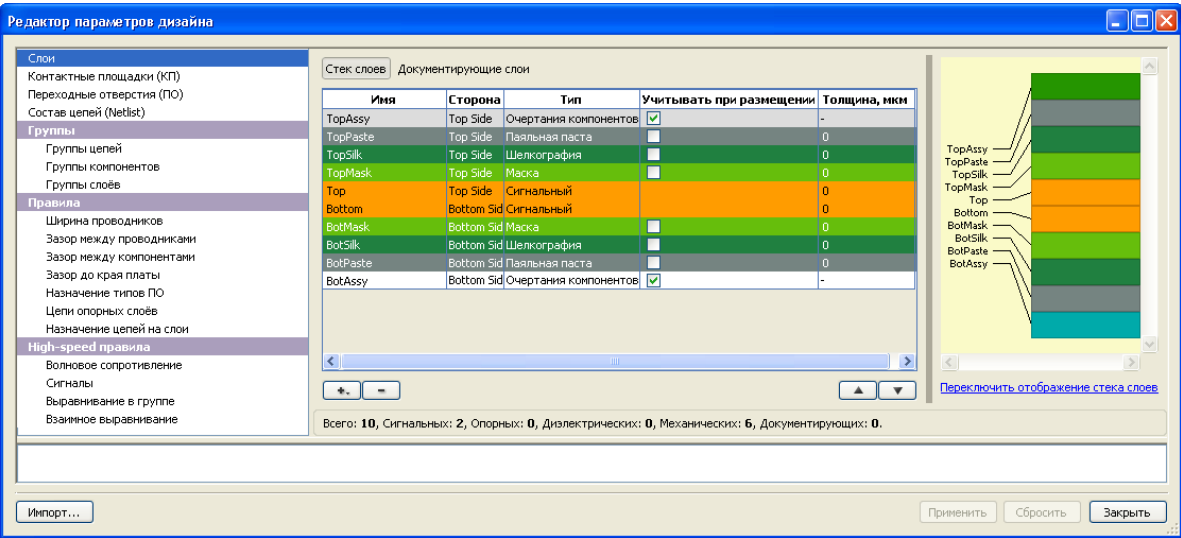 Редактор параметров дизайна
Слои
Контактные площадки (КП)
Переходные отверстия (ПО)
Состав цепей (Netlist)
Группы
Группы цепей
Группы компонентов
Группы слоёв
Правила
Ширина проводников
Зазор между проводниками
Зазор между компонентами
Зазор до края платы
Назначение типов ПО
Цепи опорных слоёв
Назначение цепей на слои
High-speed правила
Волновое сопротивление
Сигналы
Выравнивание в группе
Взаимное выравнивание
Стек слоев Документирующие слои
Имя Сторона Тип Учитывать при размещении Толщина, мкм
TopAssy Top Side Очертания компонентов -
TopPaste Top Side Паяльная паста 0
TopSilk Top Side Шелкография 0
TopMask Top Side Маска 0
Top Top Side Сигнальный 0
Bottom Bottom Sid Сигнальный 0
BotMask Bottom Sid Маска 0
BotSilk Bottom Sid Шелкография 0
BotPaste Bottom Sid Паяльная паста 0
BotAssy Bottom Sid Очертания компонентов -
Всего: 10, Сигнальных: 2, Опорных: 0, Диэлектрических: 0, Механических: 6, Документирующих: 0.
TopAssy
TopPaste
TopSilk
TopMask
Top
Bottom
BotMask
BotSilk
BotPaste
BotAssy
Переключить отображение стека слоев
Импорт...
Применить
Сбросить
Закрыть